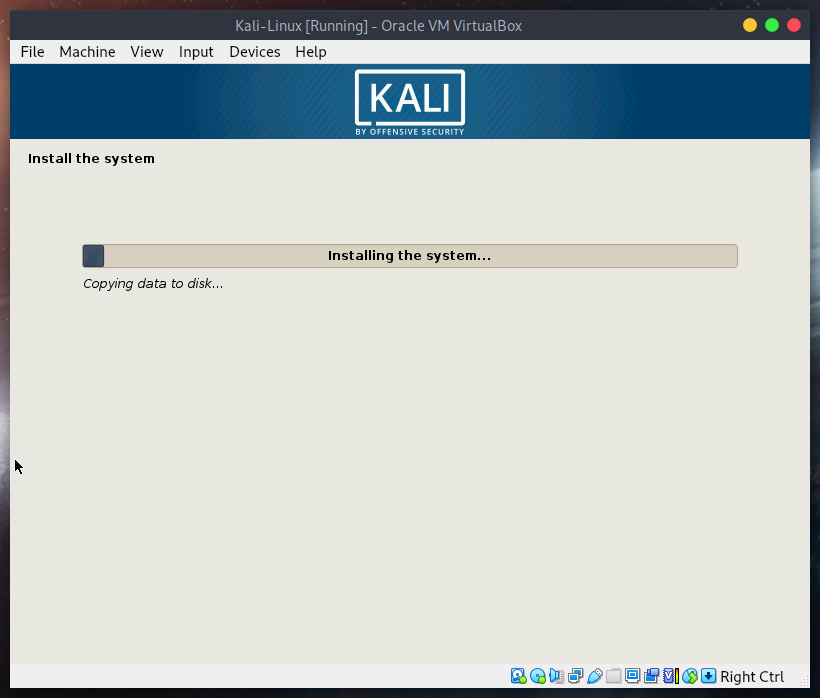 Kali-Linux [Running] - Oracle VM VirtualBox
File Machine View Input Devices Help
KALI
BY OFFENSIVE SECURITY
Install the system
Installing the system...
Copying data to disk...
Right Ctrl